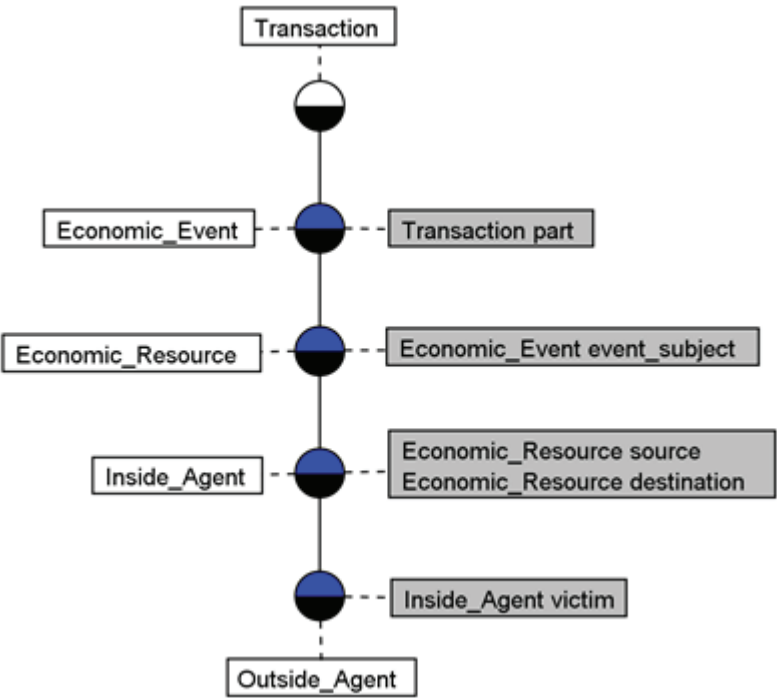 Transaction
Economic_Event
Transaction part
Economic_Resource
Economic_Event event_subject
Inside_Agent
Economic_Resource source
Economic_Resource destination
Inside_Agent victim
Outside_Agent